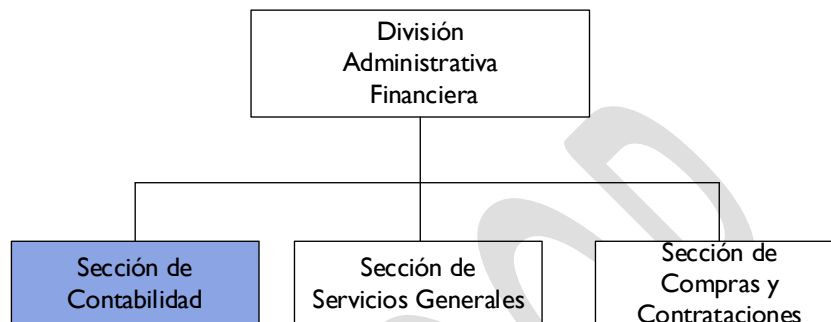 División
Administrativa
Financiera
Sección de
Contabilidad
Sección de
Servicios Generales
Sección de
Compras y
Contrataciones